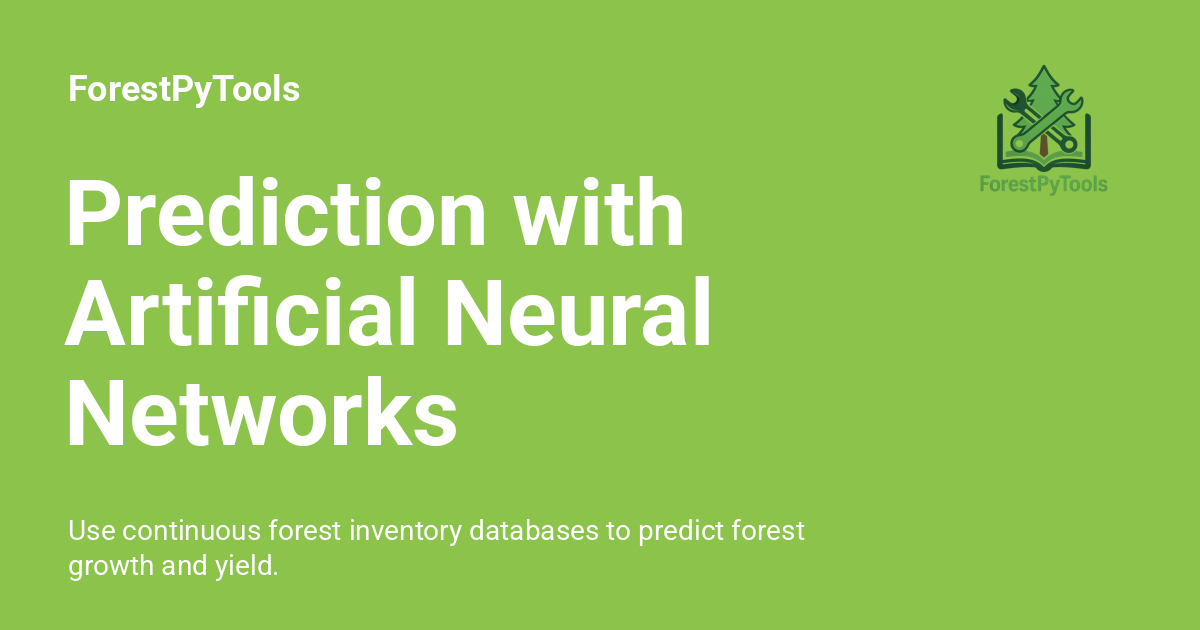 ForestPyTools
ForestPyTools
Prediction with
Artificial Neural
Networks
Use continuous forest inventory databases to predict forest
growth and yield.